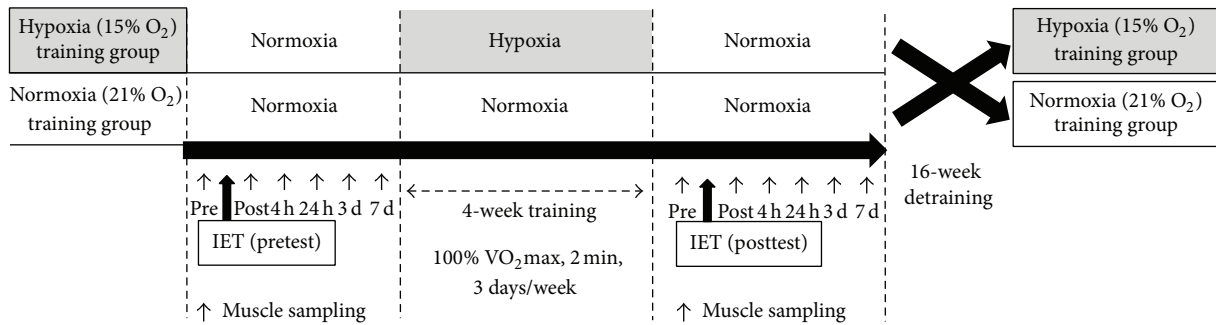 Hypoxia (15% O₂)
training group
Normoxia
Hypoxia
Normoxia
Hypoxia (15% O₂)
training group
Normoxia (21% O₂)
training group
Normoxia
Normoxia
Normoxia
Normoxia (21% O₂)
training group
16-week
detraining
Pre Post 4 h 24 h 3 d 7 d
IET (pretest)
4-week training
100% VO₂max, 2 min,
3 days/week
Pre Post 4 h 24 h 3 d 7 d
IET (posttest)
↑ Muscle sampling
↑ Muscle sampling